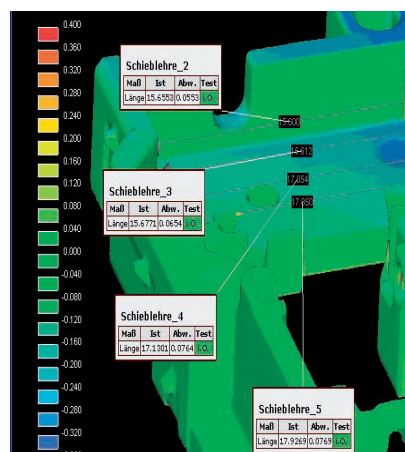 0.400
0.360
0.320
0.280
0.240
0.200
0.160
0.120
0.080
0.040
0.000
-0.040
-0.080
-0.120
-0.160
-0.200
-0.240
-0.280
-0.320
Schieblehre_2
Maß Ist Abw. Test
Länge 15.6553 0.0553 i.O.
15.600
15.612
17.054
17.850
Schieblehre_3
Maß Ist Abw. Test
Länge 15.6771 0.0654 i.O.
Schieblehre_4
Maß Ist Abw. Test
Länge 17.1301 0.0764 i.O.
Schieblehre_5
Maß Ist Abw. Test
Länge 17.9269 0.0769 i.O.